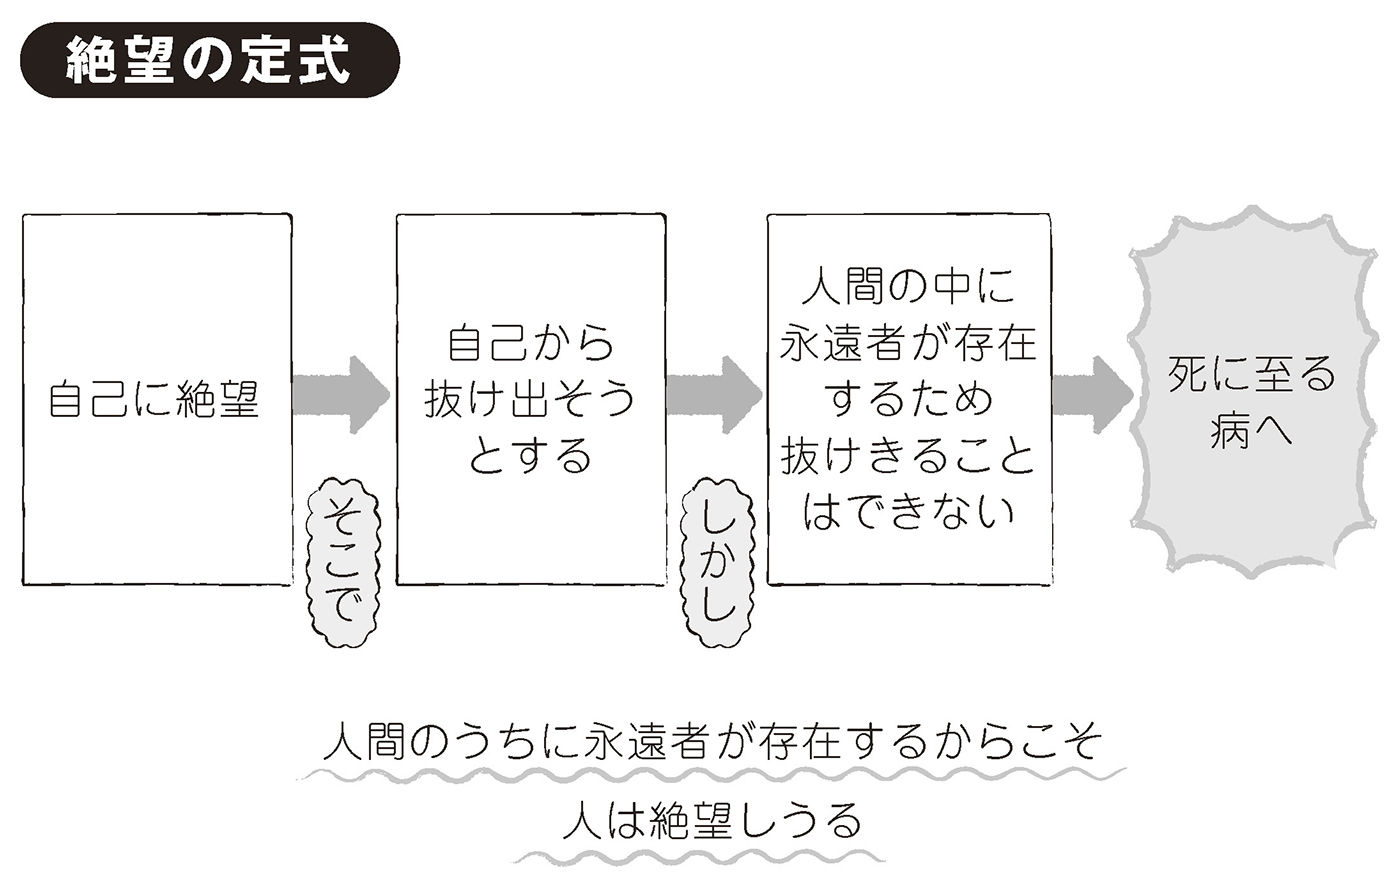 絶望の定式
自己に絶望
そこで
自己から
抜け出そう
とする
しかし
人間の中に
永遠者が存在
するため
抜けきること
はできない
死に至る
病へ
人間のうちに永遠者が存在するからこそ
人は絶望しうる